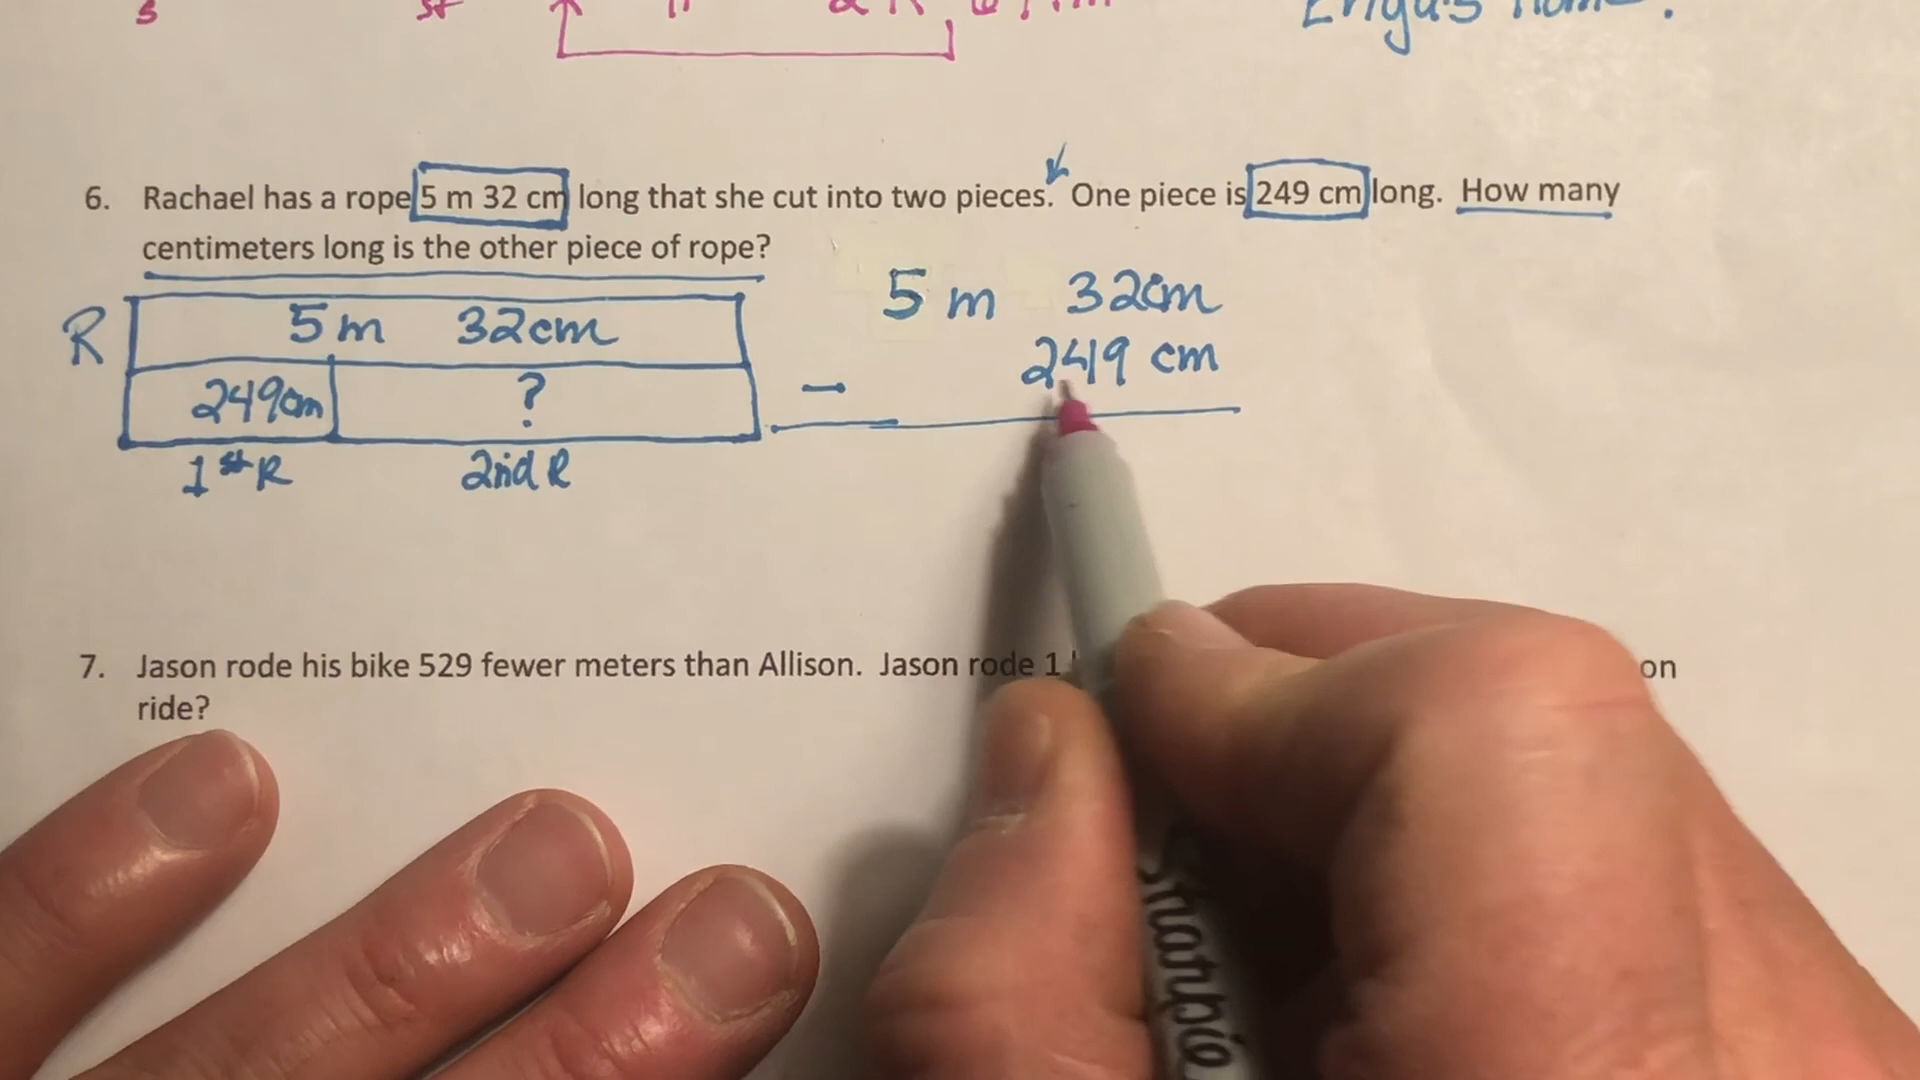 6. Rachael has a rope 5 m 32 cm long that she cut into two pieces. One piece is 249 cm long. How many
centimeters long is the other piece of rope?
R 5 m 32cm
249cm ?
1st R 2nd R
5 m 32cm
- 249 cm
7. Jason rode his bike 529 fewer meters than Allison. Jason rode 1 on
ride?
Sharpie